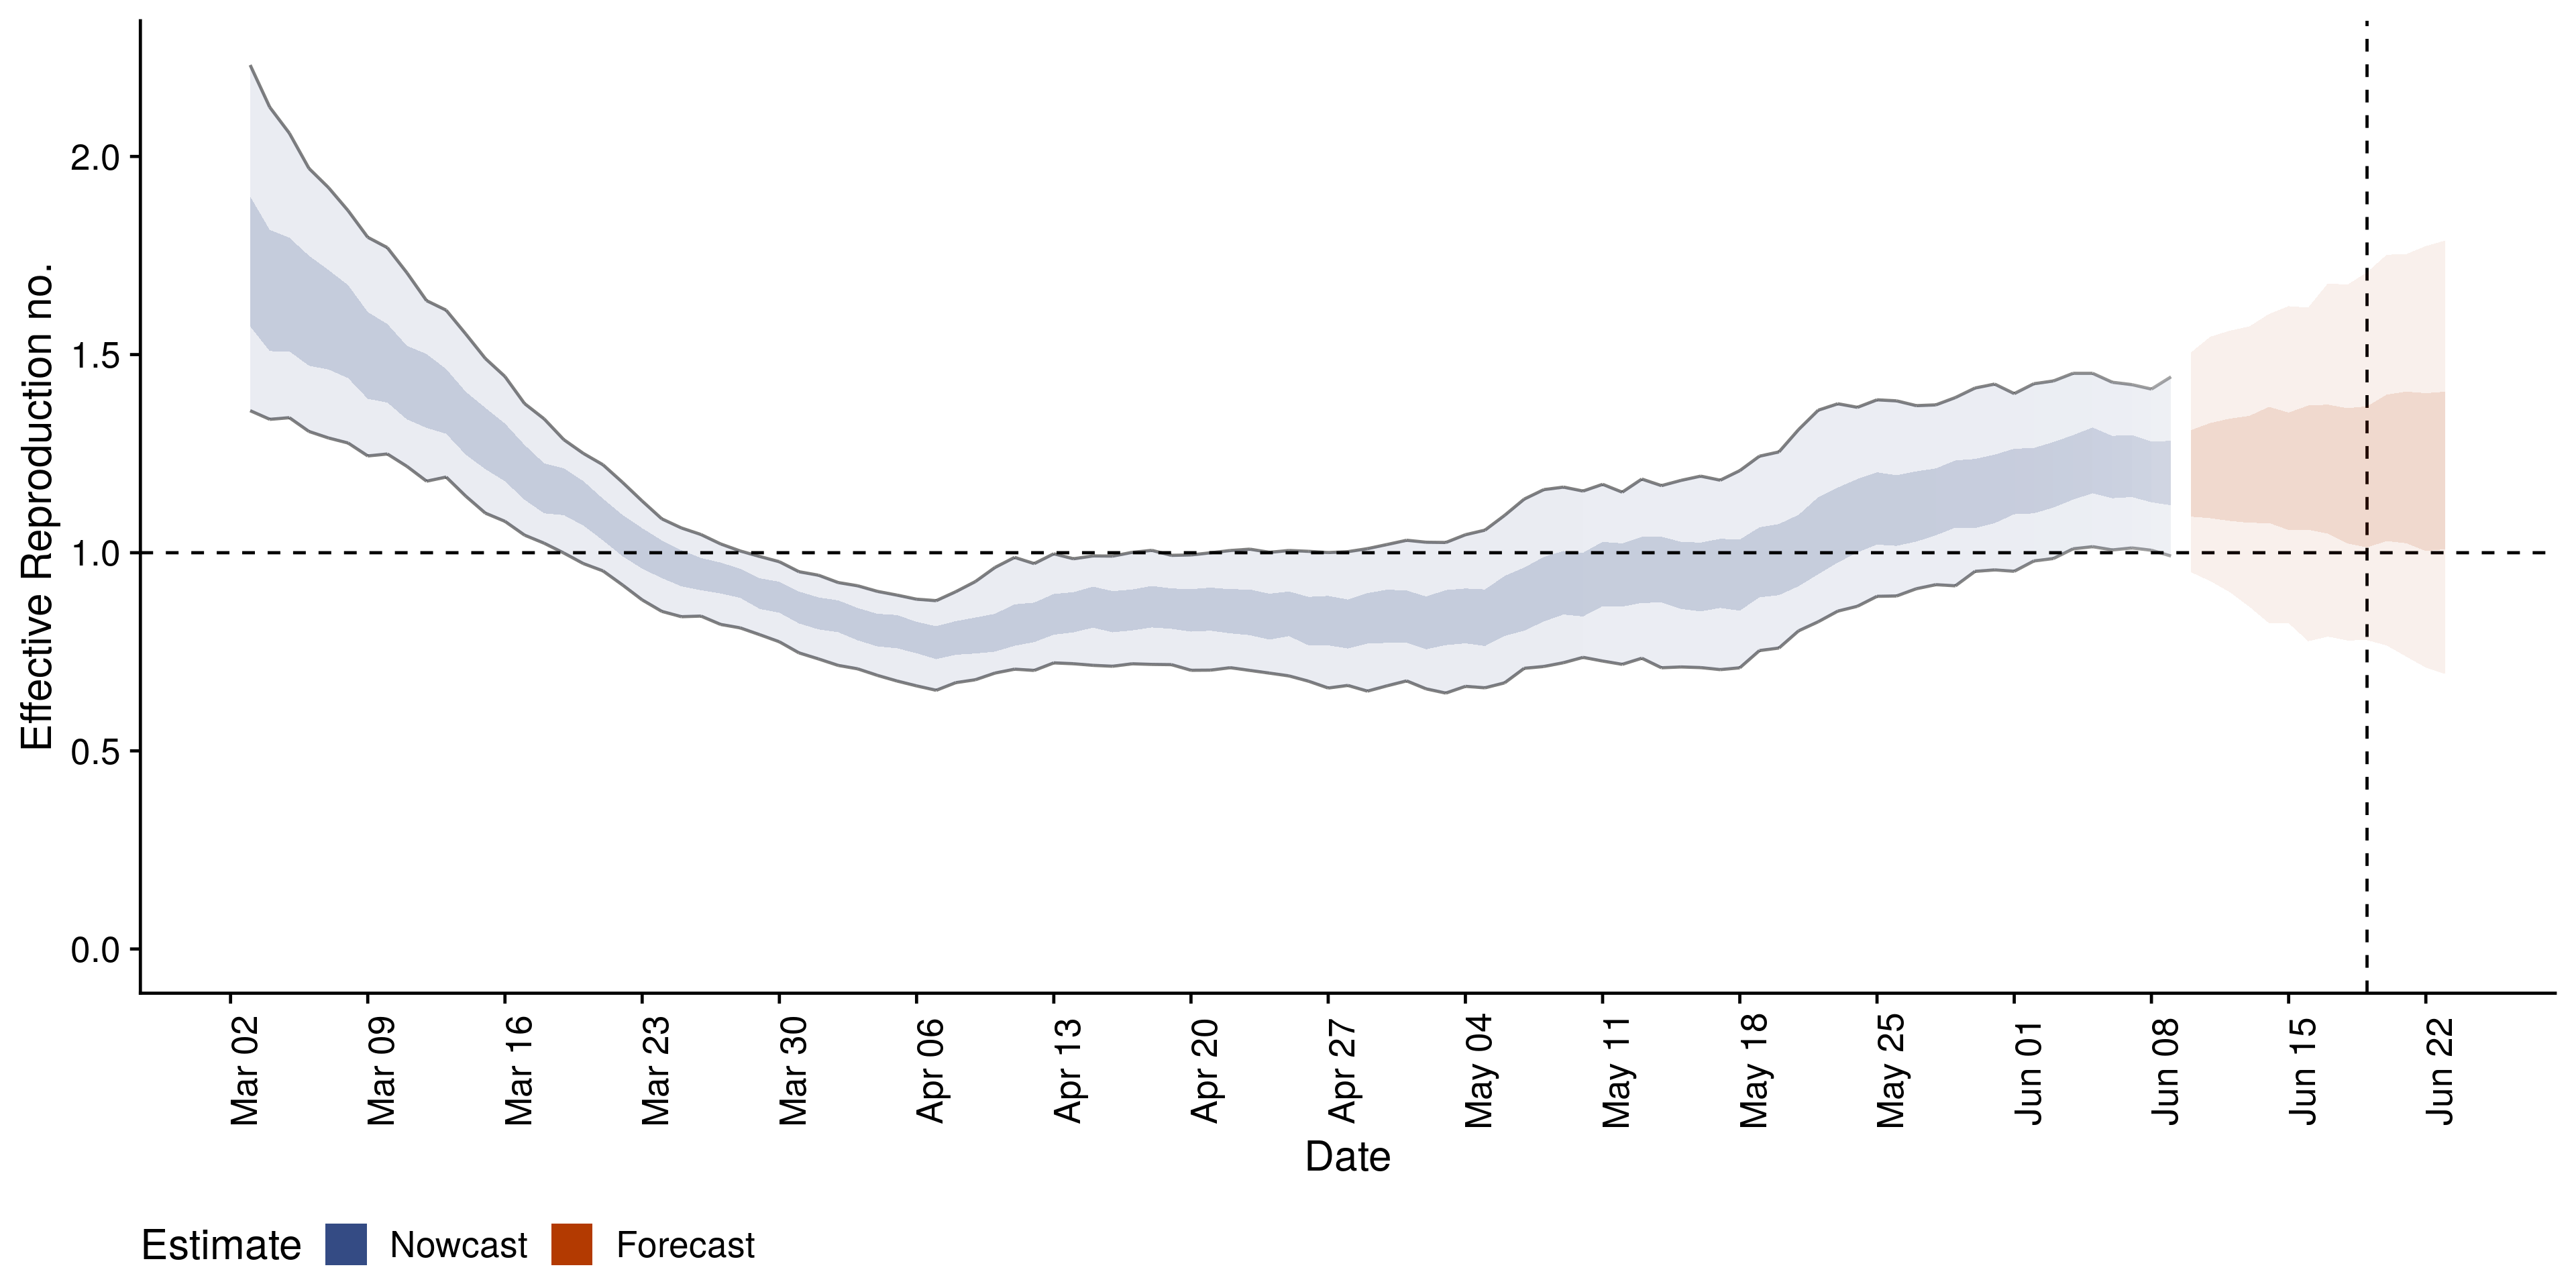 Effective Reproduction no.
2.0
1.5
1.0
0.5
0.0
Mar 02
Mar 09
Mar 16
Mar 23
Mar 30
Apr 06
Apr 13
Apr 20
Apr 27
May 04
May 11
May 18
May 25
Jun 01
Jun 08
Jun 15
Jun 22
Date
Estimate Nowcast Forecast